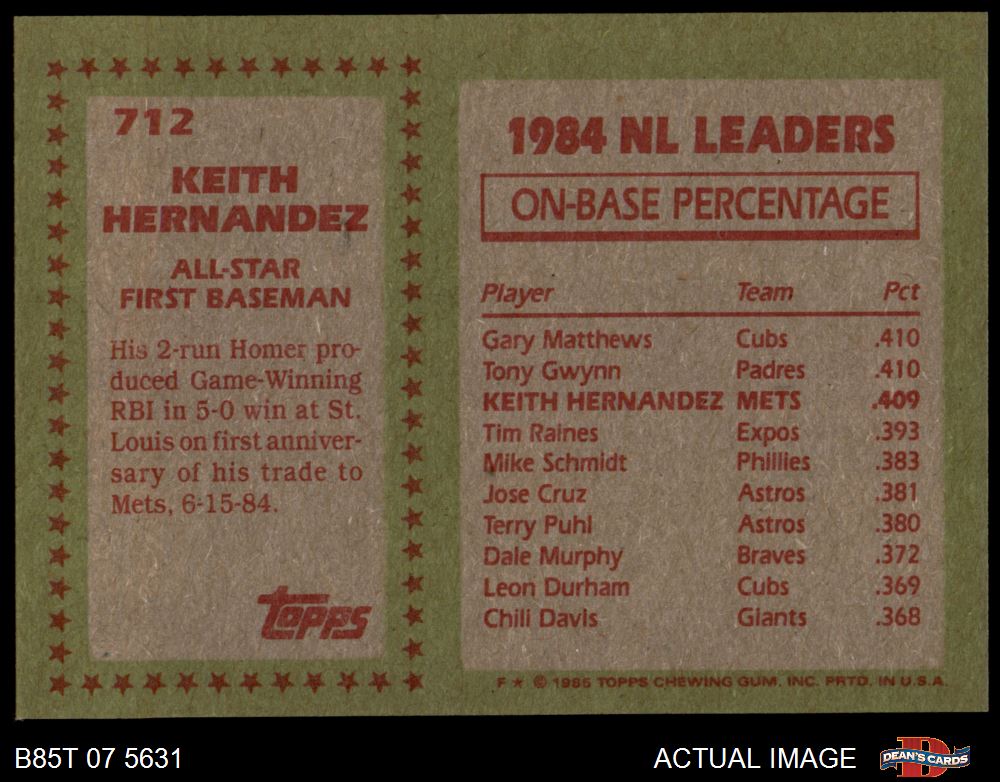 712
KEITH
HERNANDEZ
ALL-STAR
FIRST BASEMAN
His 2-run Homer pro-
duced Game-Winning
RBI in 5-0 win at St.
Louis on first anniver-
sary of his trade to
Mets, 6-15-84.
topps
1984 NL LEADERS
ON-BASE PERCENTAGE
Player Team Pct
Gary Matthews Cubs .410
Tony Gwynn Padres .410
KEITH HERNANDEZ METS .409
Tim Raines Expos .393
Mike Schmidt Phillies .383
Jose Cruz Astros .381
Terry Puhl Astros .380
Dale Murphy Braves .372
Leon Durham Cubs .369
Chili Davis Giants .368
F ★ © 1985 TOPPS CHEWING GUM, INC. PRTD. IN U.S.A.
B85T 07 5631
ACTUAL IMAGE
DEAN'S CARDS